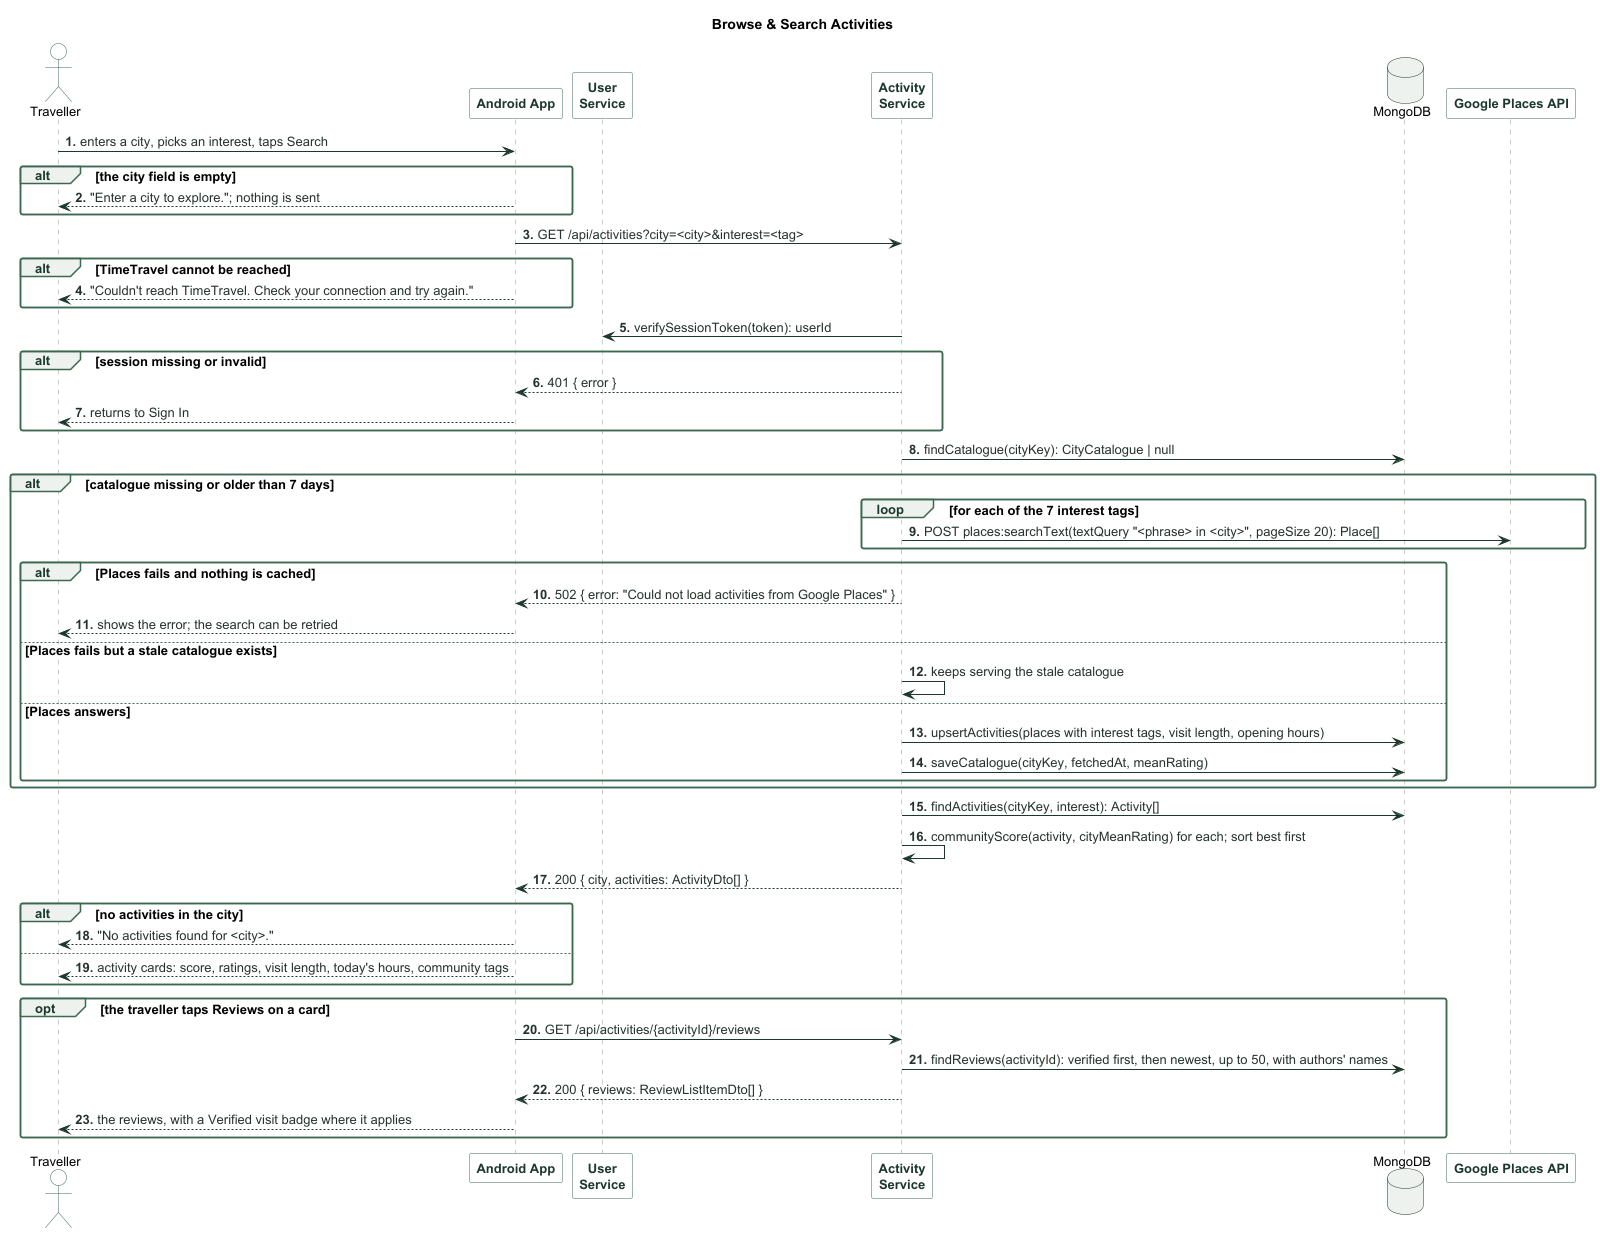 Browse & Search Activities
Traveller
Android App
User
Service
Activity
Service
MongoDB
Google Places API
1. enters a city, picks an interest, taps Search
alt [the city field is empty]
2. "Enter a city to explore."; nothing is sent
3. GET /api/activities?city=<city>&interest=<tag>
alt [TimeTravel cannot be reached]
4. "Couldn't reach TimeTravel. Check your connection and try again."
5. verifySessionToken(token): userId
alt [session missing or invalid]
6. 401 { error }
7. returns to Sign In
8. findCatalogue(cityKey): CityCatalogue | null
alt [catalogue missing or older than 7 days]
loop [for each of the 7 interest tags]
9. POST places:searchText(textQuery "<phrase> in <city>", pageSize 20): Place[]
alt [Places fails and nothing is cached]
10. 502 { error: "Could not load activities from Google Places" }
11. shows the error; the search can be retried
[Places fails but a stale catalogue exists]
12. keeps serving the stale catalogue
[Places answers]
13. upsertActivities(places with interest tags, visit length, opening hours)
14. saveCatalogue(cityKey, fetchedAt, meanRating)
15. findActivities(cityKey, interest): Activity[]
16. communityScore(activity, cityMeanRating) for each; sort best first
17. 200 { city, activities: ActivityDto[] }
alt [no activities in the city]
18. "No activities found for <city>."
19. activity cards: score, ratings, visit length, today's hours, community tags
opt [the traveller taps Reviews on a card]
20. GET /api/activities/{activityId}/reviews
21. findReviews(activityId): verified first, then newest, up to 50, with authors' names
22. 200 { reviews: ReviewListItemDto[] }
23. the reviews, with a Verified visit badge where it applies
Traveller
Android App
User
Service
Activity
Service
MongoDB
Google Places API